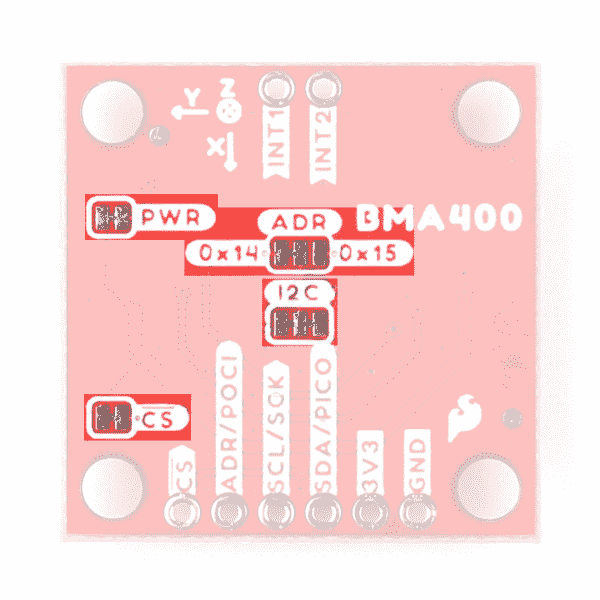 Z
Y
X
INT1
INT2
PWR
ADR
BMA400
0x14
0x15
I2C
CS
CS
ADR/POCI
SCL/SCK
SDA/PICO
3V3
GND